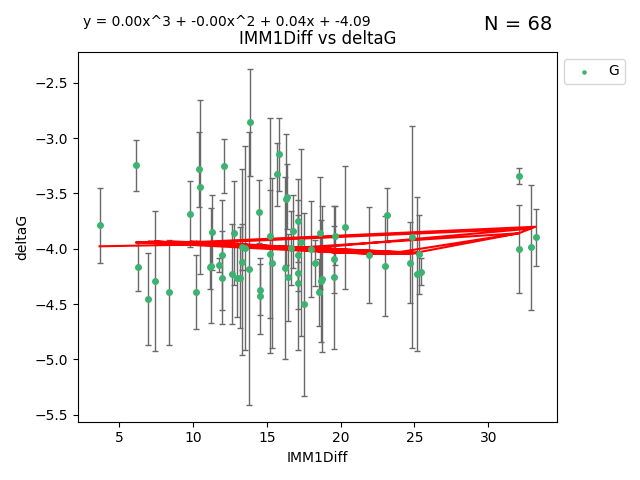 y = 0.00x^3 + -0.00x^2 + 0.04x + -4.09
N = 68
IMM1Diff vs deltaG
G
deltaG
−2.5
−3.0
−3.5
−4.0
−4.5
−5.0
−5.5
5 10 15 20 25 30
IMM1Diff